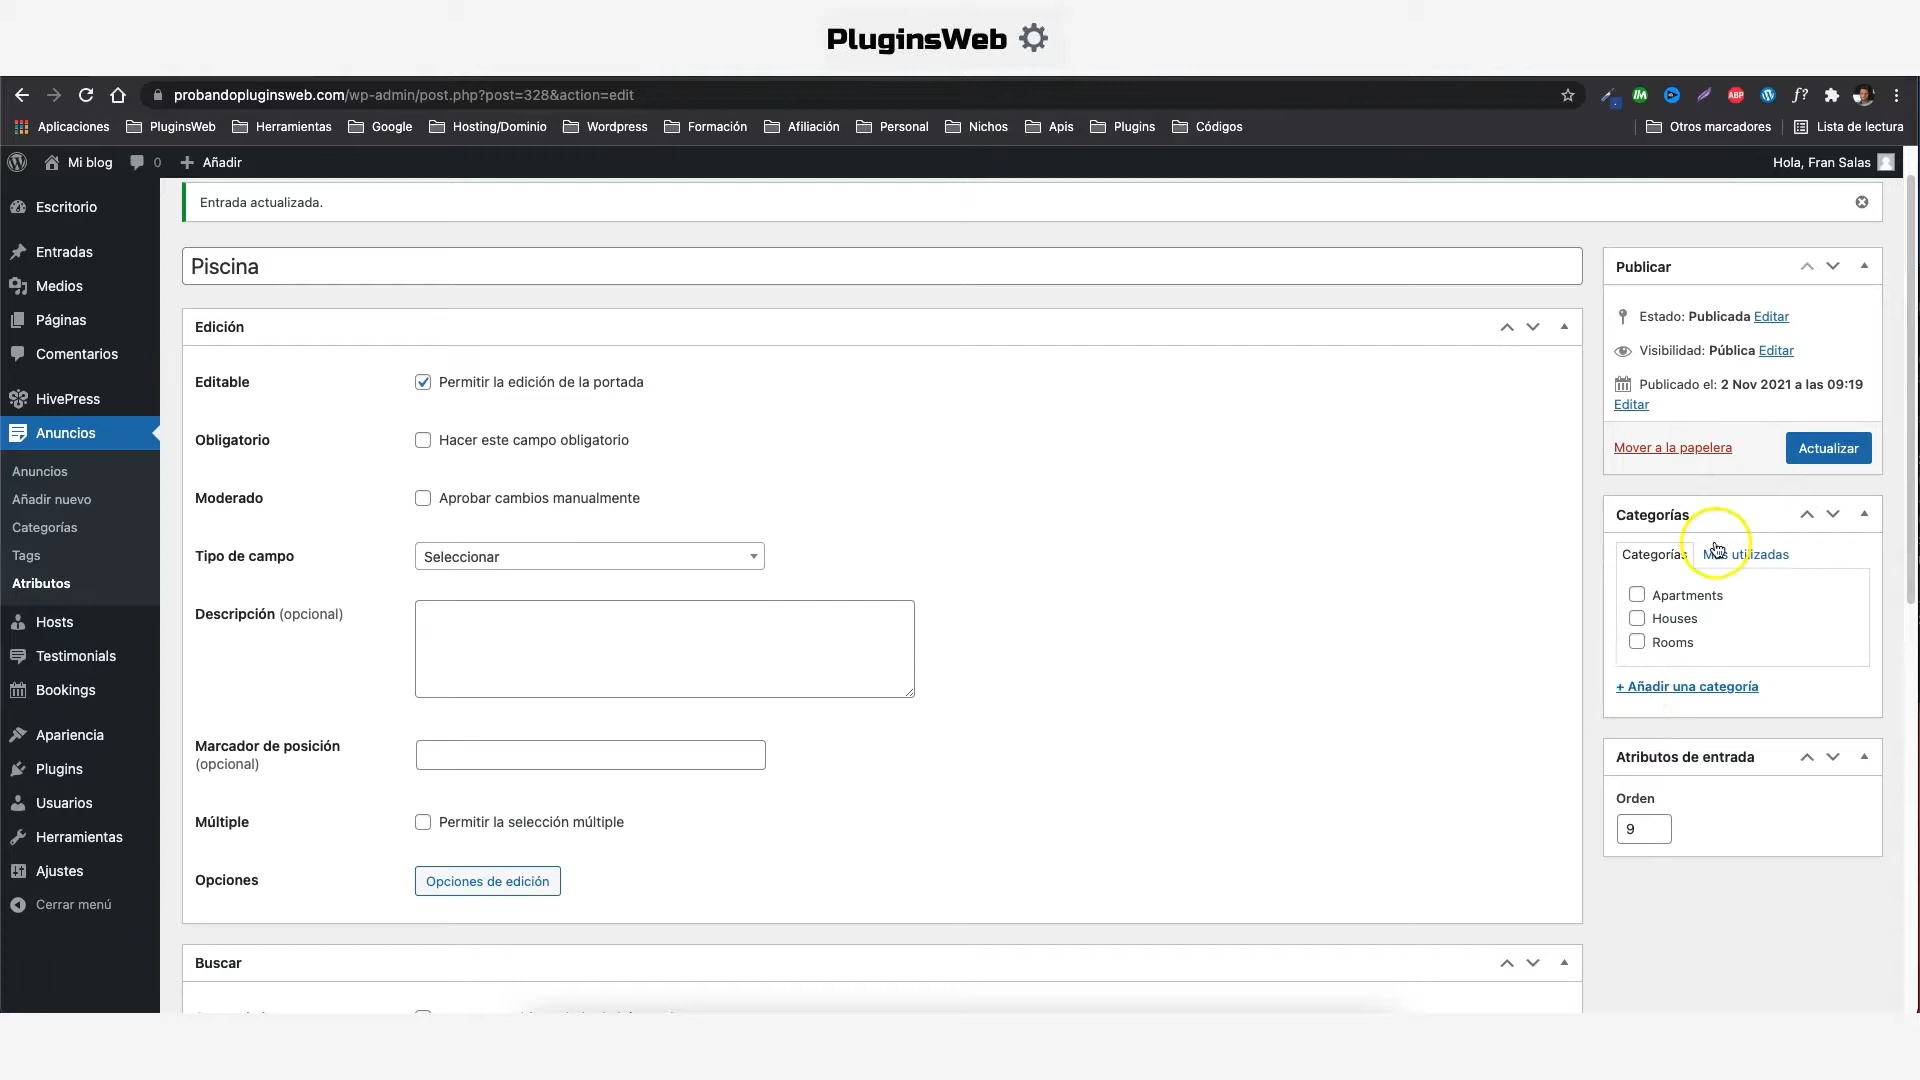 PluginsWeb
probandopluginsweb.com/wp-admin/post.php?post=328&action=edit
Aplicaciones PluginsWeb Herramientas Google Hosting/Dominio Wordpress Formación Afiliación Personal Nichos Apis Plugins Códigos Otros marcadores Lista de lectura
Mi blog 0 Añadir Hola, Fran Salas
Escritorio
Entradas
Medios
Páginas
Comentarios
HivePress
Anuncios
Anuncios
Añadir nuevo
Categorías
Tags
Atributos
Hosts
Testimonials
Bookings
Apariencia
Plugins
Usuarios
Herramientas
Ajustes
Cerrar menú
Entrada actualizada.
Piscina
Edición
Editable Permitir la edición de la portada
Obligatorio Hacer este campo obligatorio
Moderado Aprobar cambios manualmente
Tipo de campo Seleccionar
Descripción (opcional)
Marcador de posición
(opcional)
Múltiple Permitir la selección múltiple
Opciones Opciones de edición
Buscar
Publicar
Estado: Publicada Editar
Visibilidad: Pública Editar
Publicado el: 2 Nov 2021 a las 09:19
Editar
Mover a la papelera Actualizar
Categorías
Categorías Más utilizadas
Apartments
Houses
Rooms
+ Añadir una categoría
Atributos de entrada
Orden
9